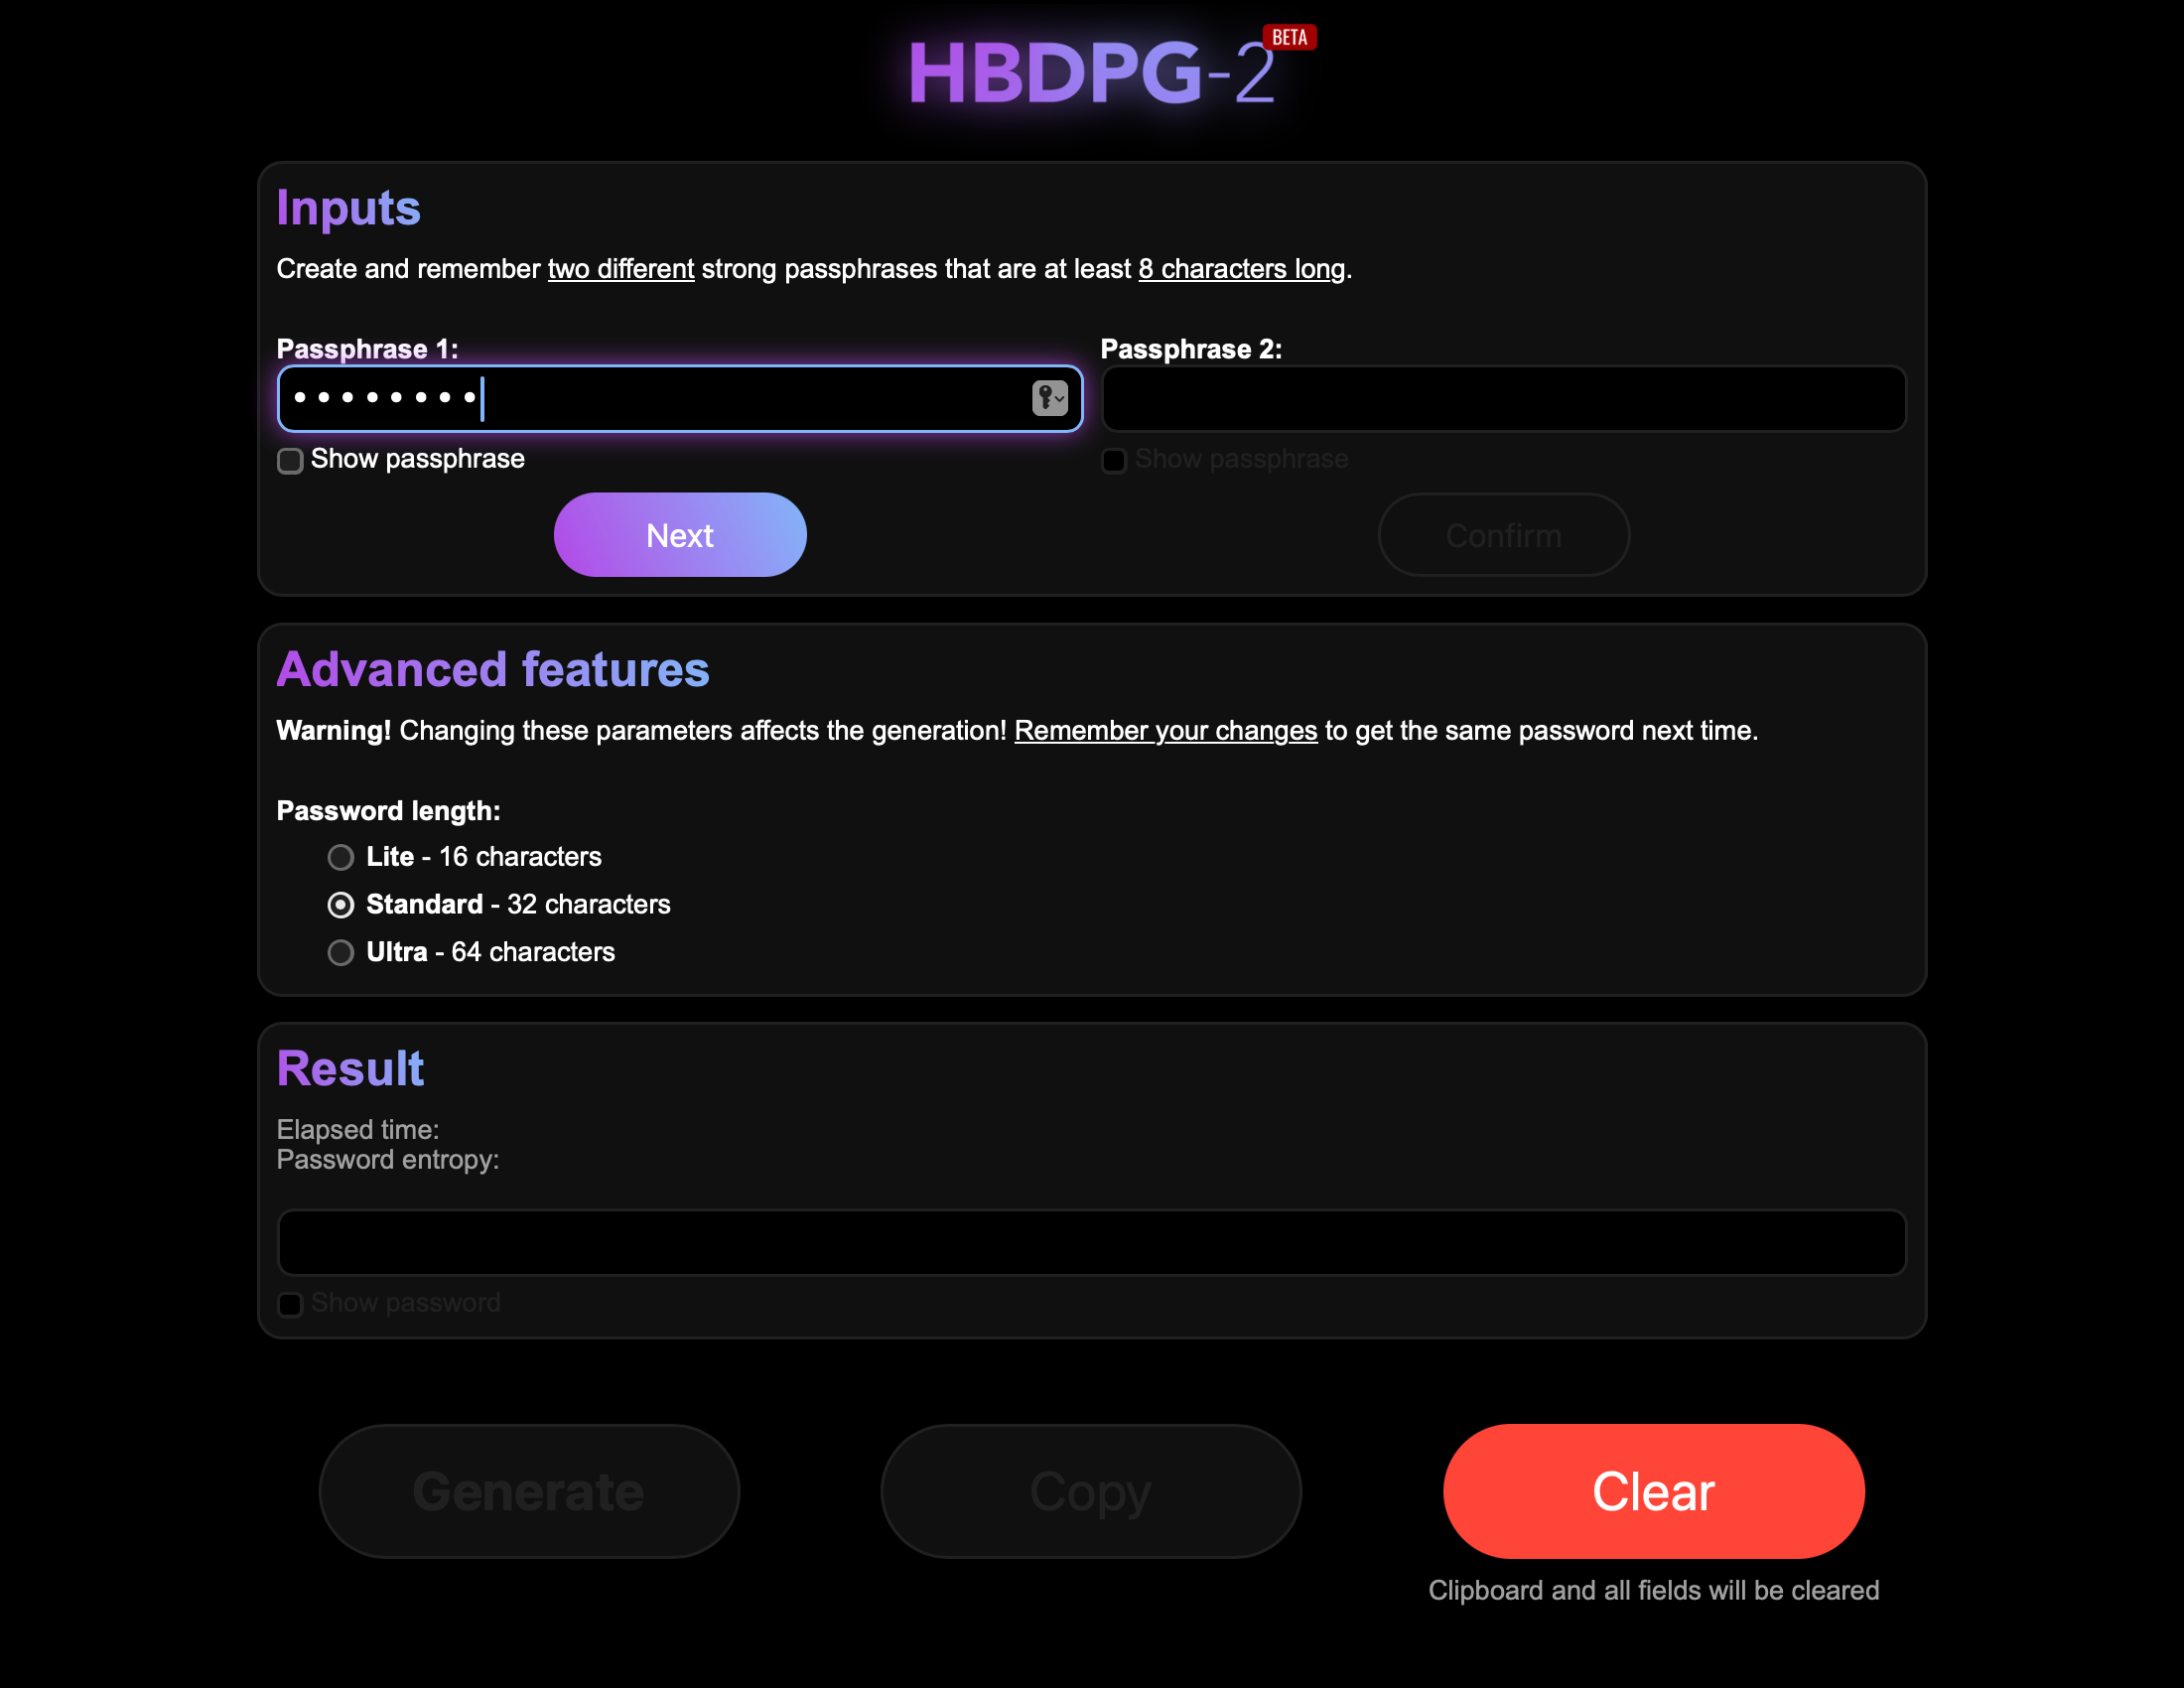 HBDPG-2 BETA
Inputs
Create and remember two different strong passphrases that are at least 8 characters long.
Passphrase 1:
Passphrase 2:
••••••••
Show passphrase
Show passphrase
Next
Confirm
Advanced features
Warning! Changing these parameters affects the generation! Remember your changes to get the same password next time.
Password length:
Lite - 16 characters
Standard - 32 characters
Ultra - 64 characters
Result
Elapsed time:
Password entropy:
Show password
Generate
Copy
Clear
Clipboard and all fields will be cleared